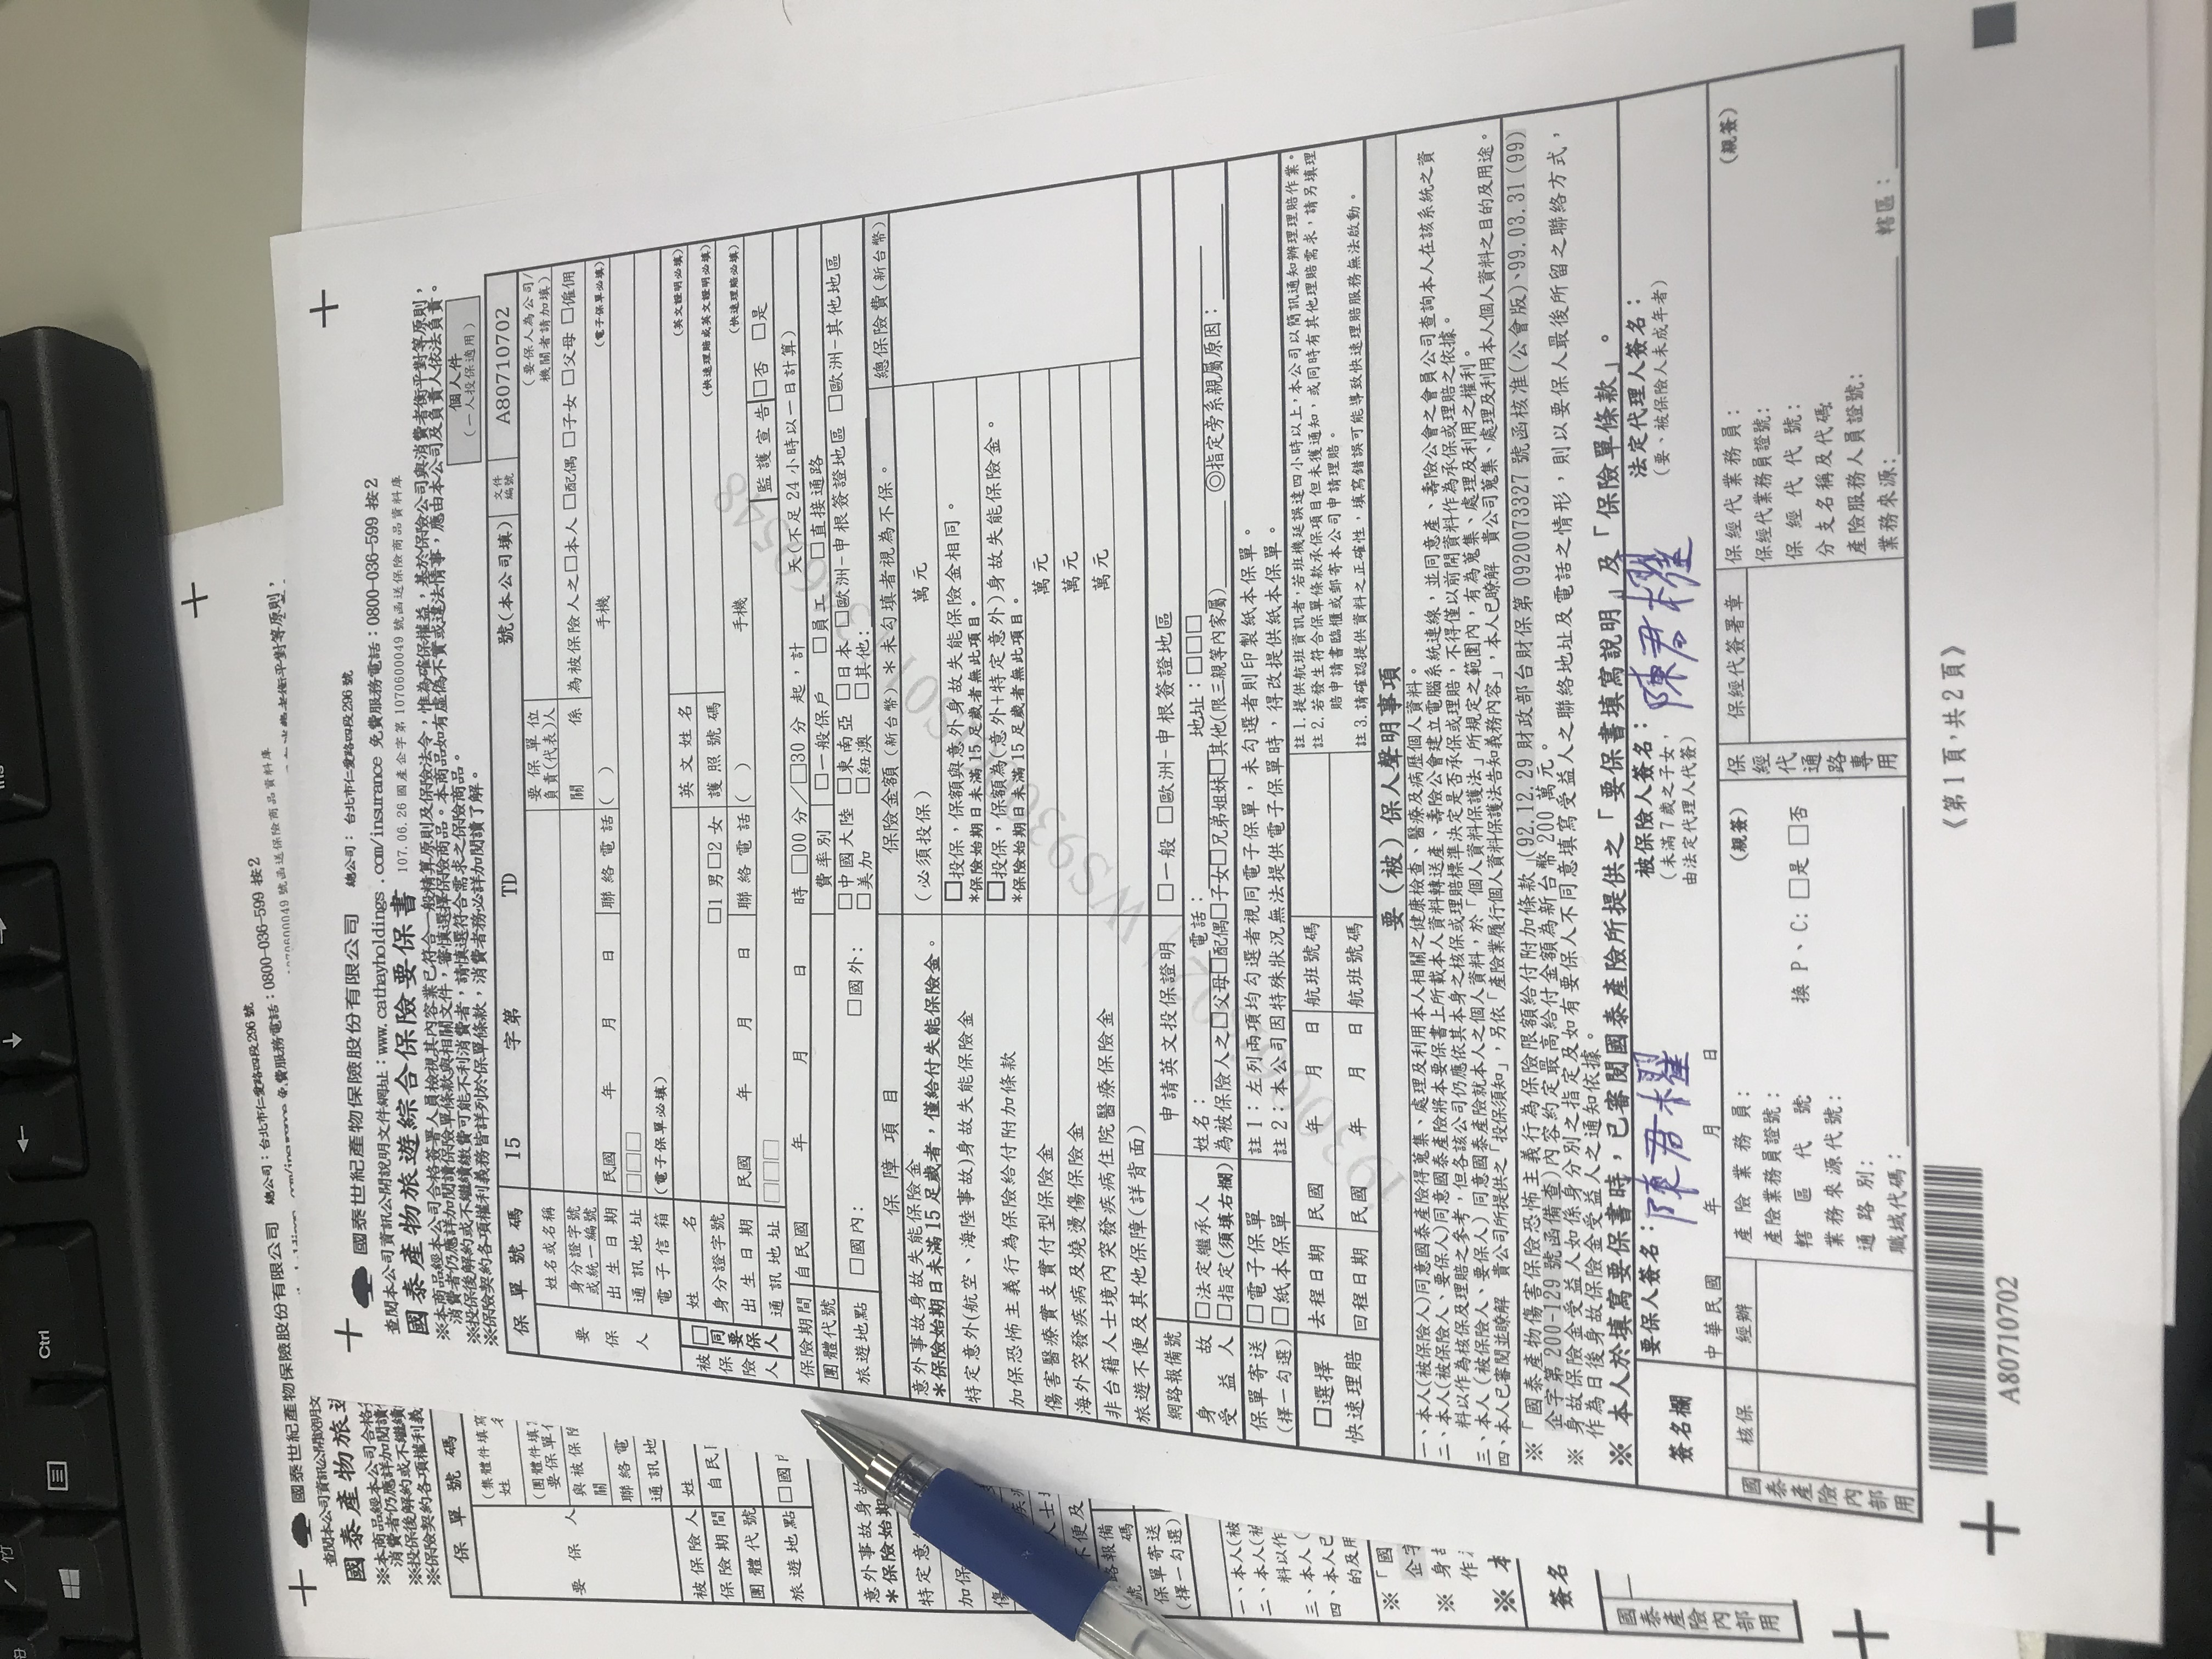 Ctrl
國泰世紀產物保險股份有限公司 總公司：台北市仁愛路四段296號
免費服務電話：0800-036-599 按2
國泰世紀產物保險股份有限公司 總公司： 台北市仁愛路四段296號
查閱本公司資訊公開說明文件網址：www.cathayholdings .com/insurance 免費服務電話：0800-036-599 按2
國泰產物旅遊綜合保險要保書 107.06.26 國產企字第 1070600049 號函送保險商品資料庫
※本商品經本公司合格簽署人員檢視其內容業已符合一般精算原則及保險法令，惟為確保權益，基於保險公司與消費者衡平對等原則，
消費者仍應詳加閱讀保險單條款與相關文件，審慎選擇保險商品。本商品如有虛偽不實或違法情事，應由本公司及負責人依法負責。
※投保後解約或不繼續繳費可能不利消費者，請慎選符合需求之保險商品。
※保險契約各項權利義務皆詳列於保單條款，消費者務必詳加閱讀了解。
個人件
(一人投保適用)
保單號碼 15 字第 TD 號(本公司填) 文件編號 A80710702
要保人
姓名或名稱 要保單位負責(代表)人 (要保人為公司/機關者請加填)
身分證字號或統一編號 關係 為被保險人之□本人 □配偶 □子女 □父母 □僱佣
出生日期 民國 年 月 日 聯絡電話 ( ) 手機 (電子保單必填)
通訊地址 □□□
電子信箱 (電子保單必填)
被保險人 □同要保人
姓名 英文姓名 (英文證明必填)
身分證字號 □1 男□2 女 護照號碼 (快速理賠或英文證明必填)
出生日期 民國 年 月 日 聯絡電話 ( ) 手機 (快速理賠必填)
通訊地址 □□□ 監護宣告 □否 □是
保險期間 自民國 年 月 日 時 □00 分／□30 分 起，計 天(不足 24 小時以一日計算)
團體代號 費率別 □一般保戶 □員工 □直接通路
旅遊地點 □國內： □國外： □中國大陸 □東南亞 □日本 □歐洲-申根簽證地區 □歐洲-其他地區
□美加 □紐澳 □其他:
保障項目 保險金額 (新台幣) ＊未勾填者視為不保。 總保險費(新台幣)
意外事故身故失能保險金 (必須投保) 萬元
＊保險始期日未滿15足歲者，僅給付失能保險金。
特定意外(航空、海陸事故)身故失能保險金 □投保，保額與意外身故失能保險金相同。
*保險始期日未滿15足歲者無此項目。
加保恐怖主義行為保險給付附加條款 □投保，保額為(意外+特定意外)身故失能保險金。
*保險始期日未滿15足歲者無此項目。
傷害醫療實支實付型保險金 萬元
海外突發疾病及燒燙傷保險金 萬元
非台籍人士境內突發疾病住院醫療保險金 萬元
旅遊不便及其他保障(詳背面)
網路報備號 申請英文投保證明 □一般 □歐洲-申根簽證地區
身故受益人 □法定繼承人 姓名： 電話： 地址：□□□
□指定(須填右欄) 為被保險人之□父母□配偶□子女□兄弟姐妹□其他(限三親等內家屬) ◎指定旁系親屬原因：
保單寄送 □電子保單 註1：左列兩項均勾選者視同電子保單，未勾選者則印製紙本保單。
(擇一勾選) □紙本保單 註2：本公司因特殊狀況無法提供電子保單時，得改提供紙本保單。
□選擇快速理賠
去程日期 民國 年 月 日 航班號碼
回程日期 民國 年 月 日 航班號碼
註1.提供航班資訊者，若班機延誤達四小時以上，本公司以簡訊通知辦理理賠作業。
註2.若發生符合保單條款承保項目但未獲通知，或同時有其他理賠需求，請另填理
賠申請書臨櫃或郵寄本公司申請理賠。
註3.請確認提供資料之正確性，填寫錯誤可能導致快速理賠服務無法啟動。
要（被）保人聲明事項
一、本人(被保險人)同意國泰產險得蒐集、處理及利用本人相關之健康檢查、醫療及病歷個人資料。
二、本人(被保險人、要保人)同意國泰產險將本要保書上所載本人資料轉送產、壽險公會建立電腦系統連線，並同意產、壽險公會之會員公司查詢本人在該系統之資
料以作為核保及理賠之參考，但各該公司仍應依其本身之核保或理賠標準決定是否承保或理賠，不得僅以前開資料作為承保或理賠之依據。
三、本人（被保險人、要保人）同意國泰產險就本人之個人資料，於「個人資料保護法」所規定之範圍內，有為蒐集、處理及利用之權利。
四、本人已審閱並瞭解 貴公司所提供之「投保須知」，另依「產險業履行個人資料保護法告知義務內容」，本人已瞭解 貴公司蒐集、處理及利用本人個人資料之目的及用途。
※「國泰產物傷害保險恐怖主義行為保險限額給付附加條款」(92.12.29 財政部台財保第 0920073327 號函核准(公會版)、99.03.31 (99)
企字第 200-129 號函備查)內容約定最高給付金額為新台幣 200 萬元。
※ 身故保險金受益人如係身分別之指定及如有要保人不同意填寫受益人之聯絡地址及電話之情形，則以要保人最後所留之聯絡方式，
作為日後身故保險金受益人之通知依據。
※ 本人於填寫要保書時，已審閱國泰產險所提供之「要保書填寫說明」及「保險單條款」。
簽名欄
要保人簽名：陳君櫂 被保險人簽名：陳君櫂 法定代理人簽名：
(未滿7歲之子女，由法定代理人代簽) (要、被保險人未成年者)
中華民國 年 月 日
國泰產險內部用
核保 經辦
產險業務員： (親簽)
產險業務員證號：
轄區代號 換 P、C: □是 □否
業務來源代號：
通路別：
職域代碼：
保經代通路專用
保經代簽署章
保經代業務員： (親簽)
保經代業務員證號：
保經代代號：
分支名稱及代碼
產險服務人員證號：
業務來源： 轄區：
A80710702
《第1頁，共2頁》